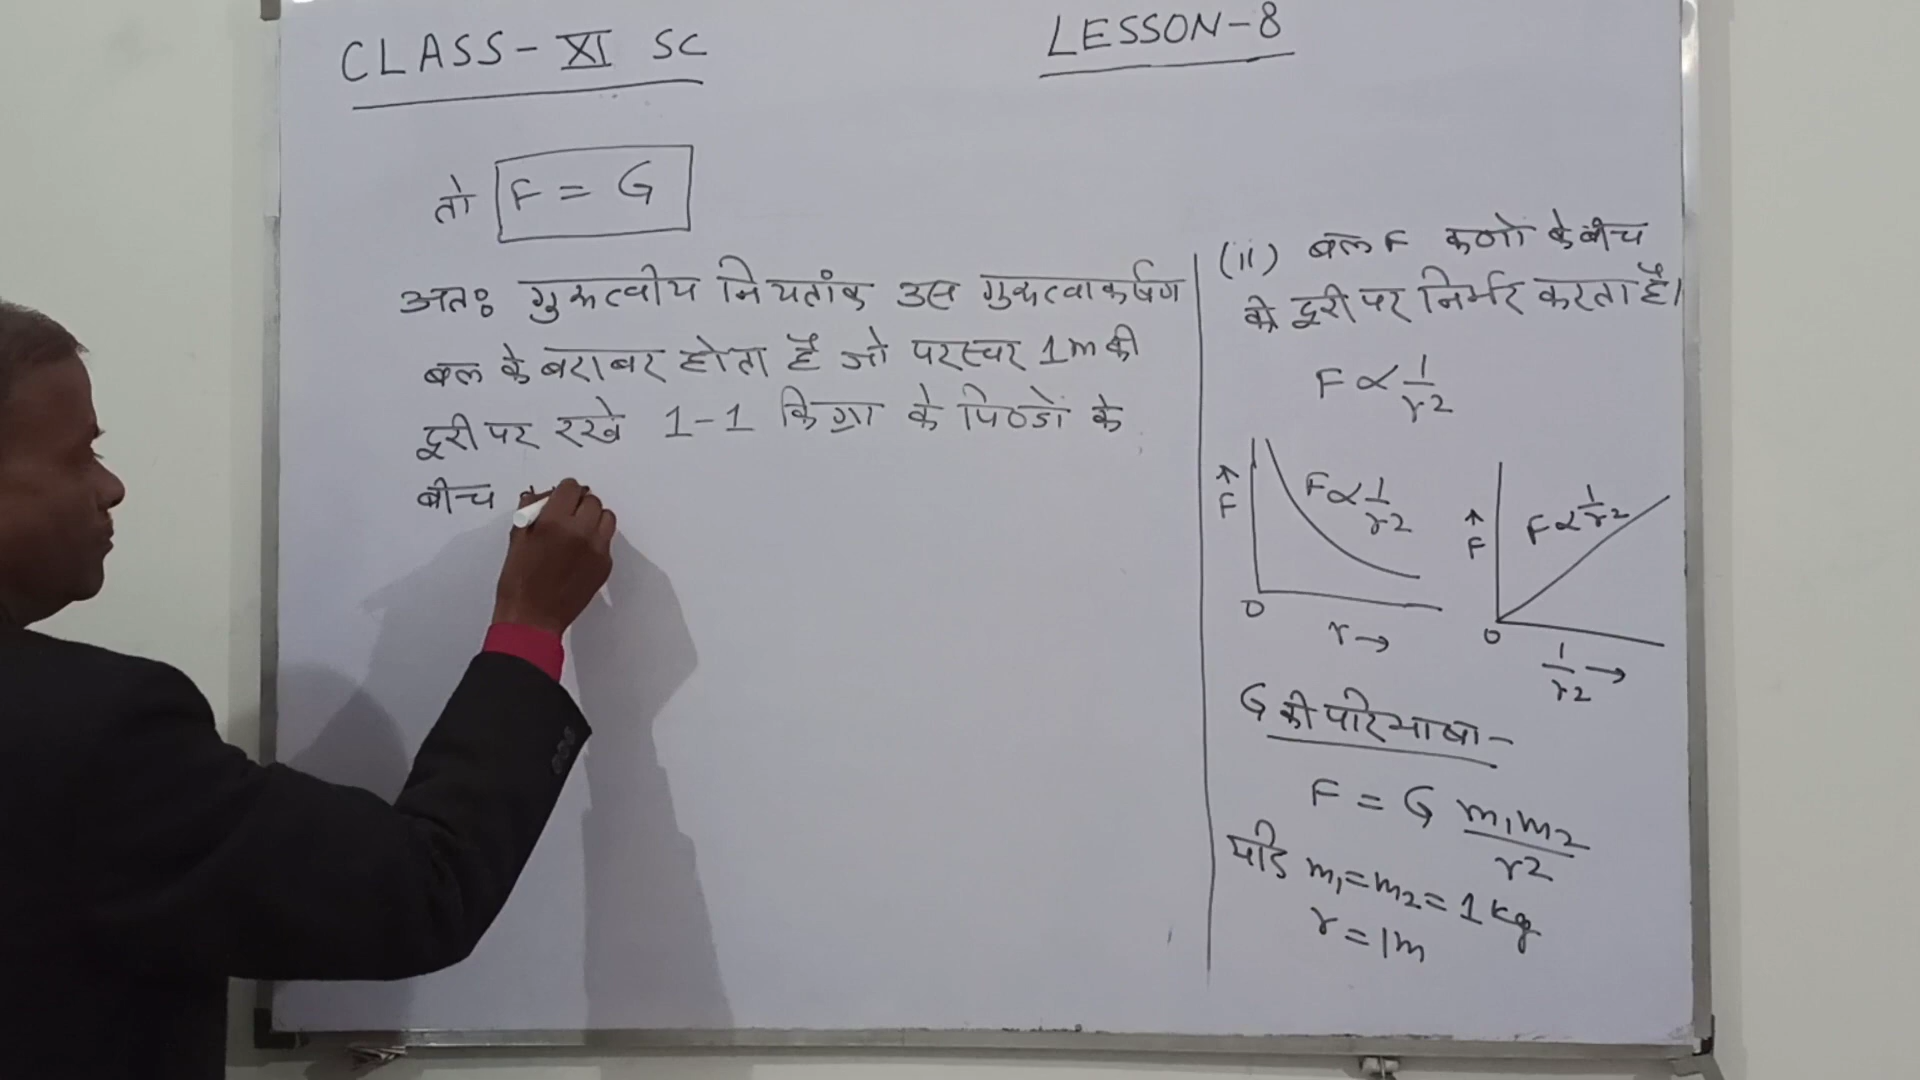 CLASS-XI SC
LESSON-8
तो F = G
अतः गुरुत्वीय नियतांक उस गुरुत्वाकर्षण
बल के बराबर होता है जो परस्पर 1m की
दूरी पर रखे 1-1 किग्रा के पिण्डों के
बीच
(ii) बल F कणों के बीच
की दूरी पर निर्भर करता है।
F ∝ 1/r2
↑ F
F ∝ 1/r2
0
r →
↑ F
F ∝ 1/r2
0
1/r2 →
G की परिभाषा -
F = G m1m2/r2
यदि m1=m2=1kg
r=1m